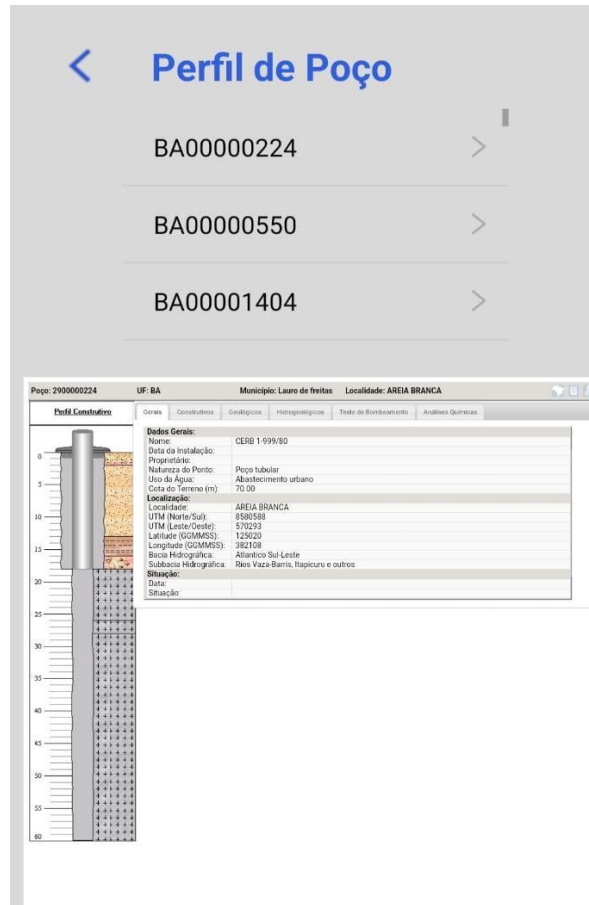 Perfil de Poço
BA00000224
BA00000550
BA00001404
Poço: 2900000224 UF: BA Município: Lauro de freitas Localidade: AREIA BRANCA
Perfil Construtivo
Gerais Construtivos Geológicos Hidrogeológicos Teste de Bombeamento Análises Químicas
Dados Gerais:
Nome: CERB 1-999/80
Data da Instalação:
Proprietário:
Natureza do Ponto: Poço tubular
Uso da Água: Abastecimento urbano
Cota do Terreno (m): 70.00
Localização:
Localidade: AREIA BRANCA
UTM (Norte/Sul): 8580588
UTM (Leste/Oeste): 570293
Latitude (GGMMSS): 125020
Longitude (GGMMSS): 382108
Bacia Hidrográfica: Atlantico Sul-Leste
Subbacia Hidrográfica: Rios Vaza-Barris, Itapicuru e outros
Situação:
Data:
Situação:
0
5
10
15
20
25
30
35
40
45
50
55
60